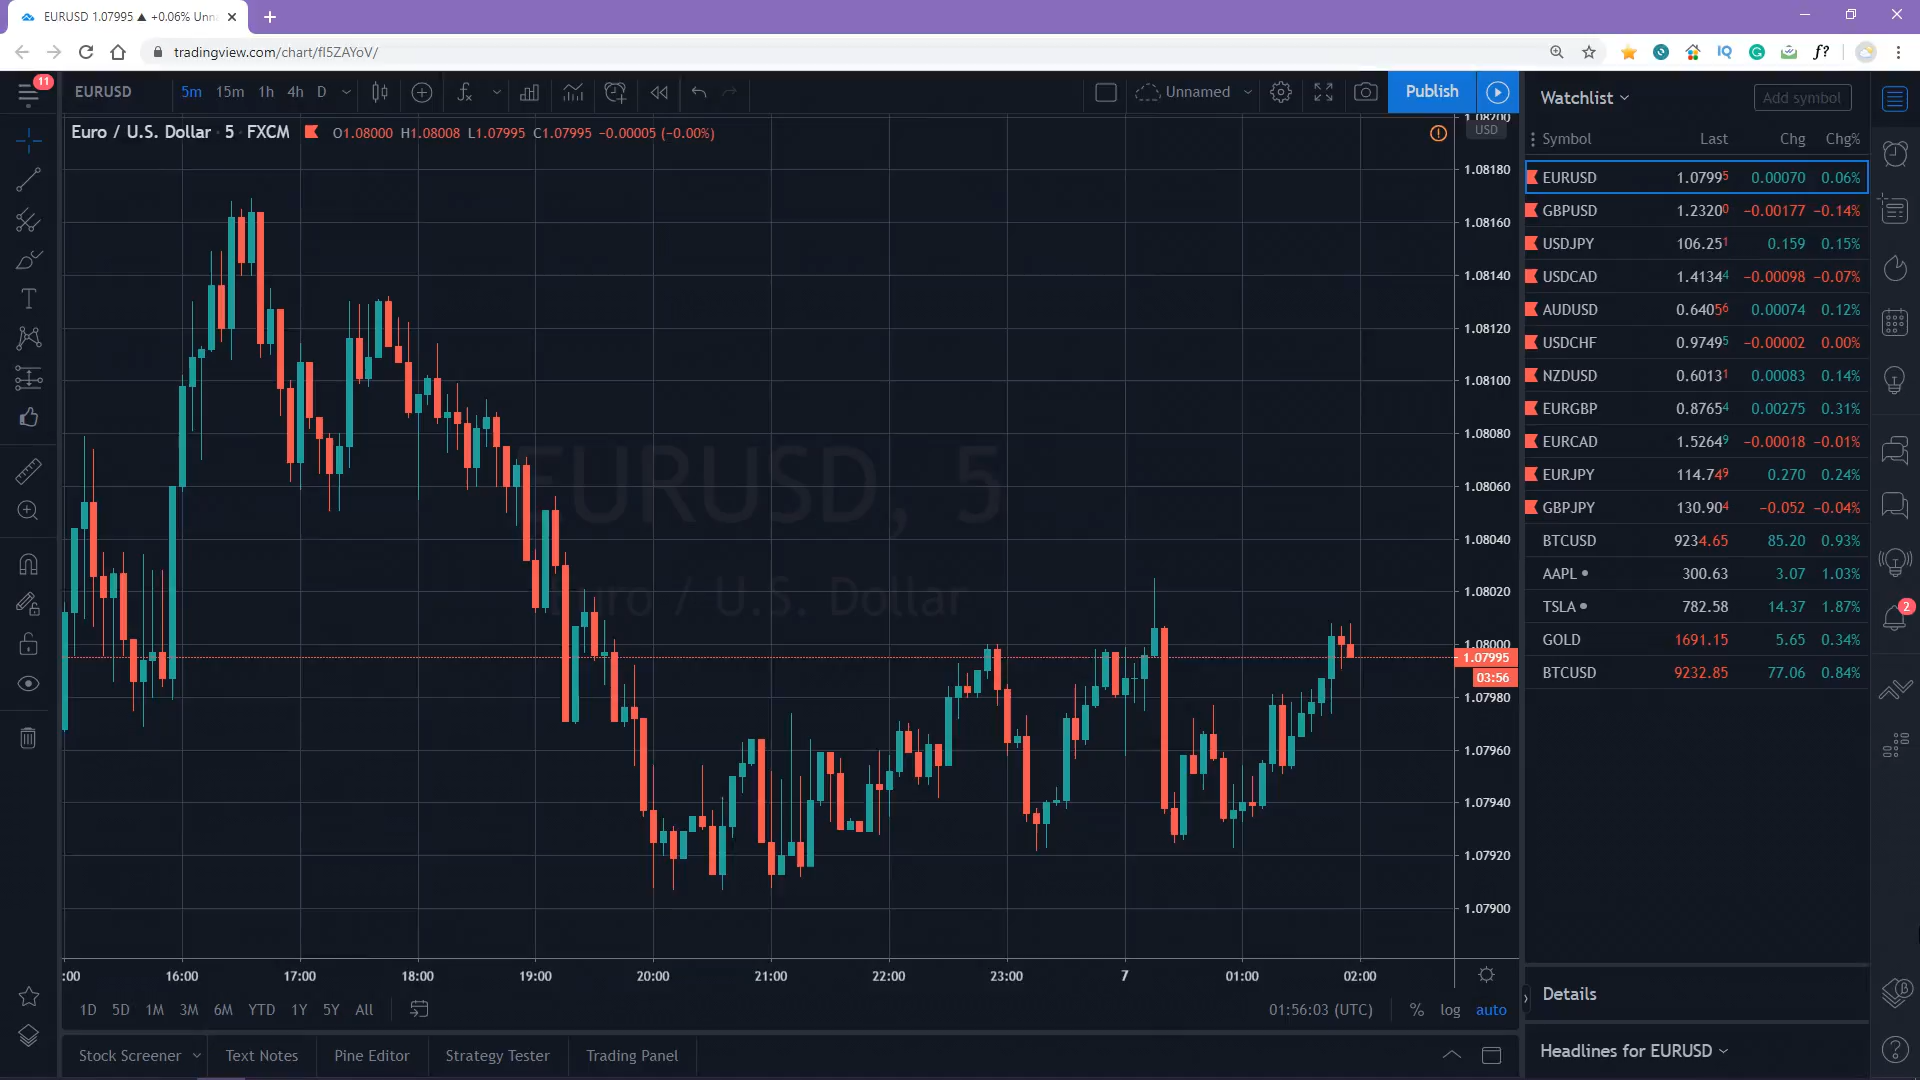 EURUSD 1.07995 ▲ +0.06% Unn
tradingview.com/chart/fI5ZAYoV/
11
EURUSD 5m 15m 1h 4h D
Unnamed
Publish
Euro / U.S. Dollar · 5 · FXCM O1.08000 H1.08008 L1.07995 C1.07995 −0.00005 (−0.00%)
USD
1.08200
1.08180
1.08160
1.08140
1.08120
1.08100
1.08080
1.08060
1.08040
1.08020
1.08000
1.07995
03:56
1.07980
1.07960
1.07940
1.07920
1.07900
EURUSD, 5
Euro / U.S. Dollar
:00 16:00 17:00 18:00 19:00 20:00 21:00 22:00 23:00 7 01:00 02:00
1D 5D 1M 3M 6M YTD 1Y 5Y All
01:56:03 (UTC) % log auto
Stock Screener Text Notes Pine Editor Strategy Tester Trading Panel
Watchlist Add symbol
Symbol Last Chg Chg%
EURUSD 1.07995 0.00070 0.06%
GBPUSD 1.23200 −0.00177 −0.14%
USDJPY 106.251 0.159 0.15%
USDCAD 1.41344 −0.00098 −0.07%
AUDUSD 0.64056 0.00074 0.12%
USDCHF 0.97495 −0.00002 0.00%
NZDUSD 0.60131 0.00083 0.14%
EURGBP 0.87654 0.00275 0.31%
EURCAD 1.52649 −0.00018 −0.01%
EURJPY 114.749 0.270 0.24%
GBPJPY 130.904 −0.052 −0.04%
BTCUSD 9234.65 85.20 0.93%
AAPL 300.63 3.07 1.03%
TSLA 782.58 14.37 1.87%
GOLD 1691.15 5.65 0.34%
BTCUSD 9232.85 77.06 0.84%
2
Details
Headlines for EURUSD